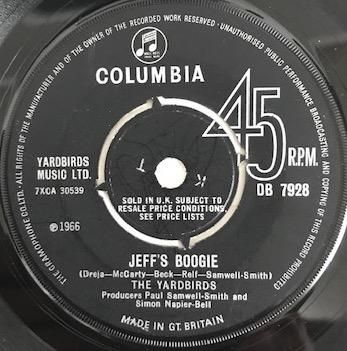 ALL RIGHTS OF THE MANUFACTURER AND OF THE OWNER OF THE RECORDED WORK RESERVED · UNAUTHORISED PUBLIC PERFORMANCE BROADCASTING AND COPYING OF THIS RECORD PROHIBITED
THE GRAMOPHONE CO. LTD.
COLUMBIA
45
R.P.M.
YARDBIRDS
MUSIC LTD.
7XCA 30539
DB 7928
K T
SOLD IN U.K. SUBJECT TO
RESALE PRICE CONDITIONS,
SEE PRICE LISTS
℗1966
JEFF'S BOOGIE
(Dreja-McCarty-Beck-Relf-Samwell-Smith)
THE YARDBIRDS
Producers Paul Samwell-Smith and
Simon Napier-Bell
MADE IN GT. BRITAIN